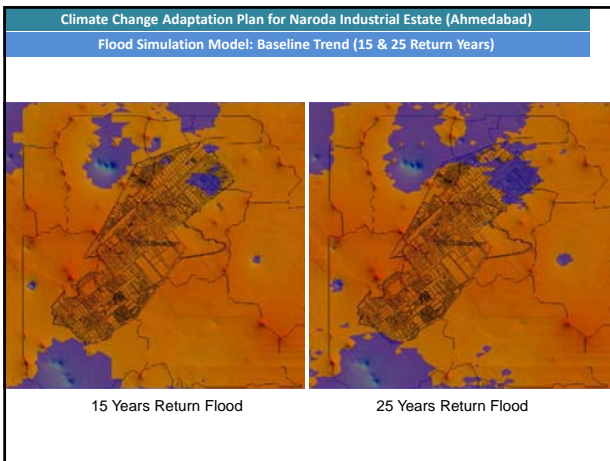 Climate Change Adaptation Plan for Naroda Industrial Estate (Ahmedabad)
Flood Simulation Model: Baseline Trend (15 & 25 Return Years)
15 Years Return Flood
25 Years Return Flood